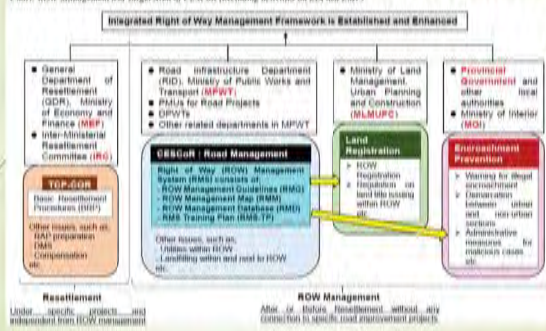 Integrated Right of Way Management Framework is Established and Enhanced
General
Department of
Resettlement
(GDR), Ministry
of Economy and
Finance (MEF)
Inter-Ministerial
Resettlement
Committee (IRC)
Road Infrastructure Department
(RID), Ministry of Public Works and
Transport (MPWT)
PMUs for Road Projects
DPWTs
Other related departments in MPWT
Ministry of Land
Management,
Urban Planning
and Construction
(MLMUPC)
Provincial
Government and
other local
authorities
Ministry of Interior
(MOI)
TCP-GDR
Basic Resettlement
Procedures (BRP)
Other issues, such as,
- RAP preparation
- DMS
- Compensation
etc.
CESCoR : Road Management
Right of Way (ROW) Management
System (RMS) consists of:
- ROW Management Guidelines (RMG)
- ROW Management Map (RMM)
- ROW Management Database (RMD)
- RMS Training Plan (RMS-TP)
Other issues, such as,
- Utilities within ROW
- Landfilling within and next to ROW
etc.
Land
Registration
ROW
Registration
Regulation on
land title issuing
within ROW
etc.
Encroachment
Prevention
Warning for illegal
encroachment
Demarcation
between urban
and non-urban
sections
Administrative
measures for
malicious cases
etc.
Resettlement
Under specific projects and
independent from ROW management
ROW Management
After or Before Resettlement without any
connection to specific road improvement projects